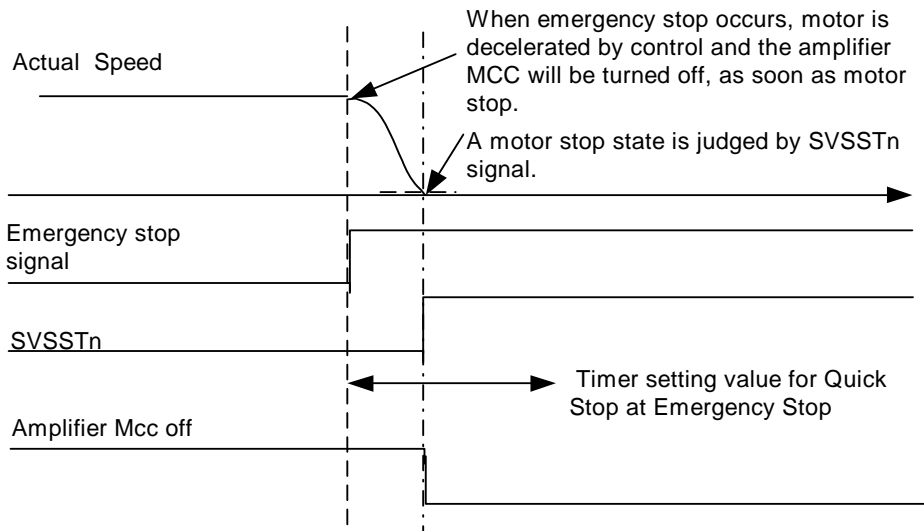 When emergency stop occurs, motor is
decelerated by control and the amplifier
MCC will be turned off, as soon as motor
stop.
Actual Speed
A motor stop state is judged by SVSSTn
signal.
Emergency stop
signal
SVSSTn
Timer setting value for Quick
Stop at Emergency Stop
Amplifier Mcc off